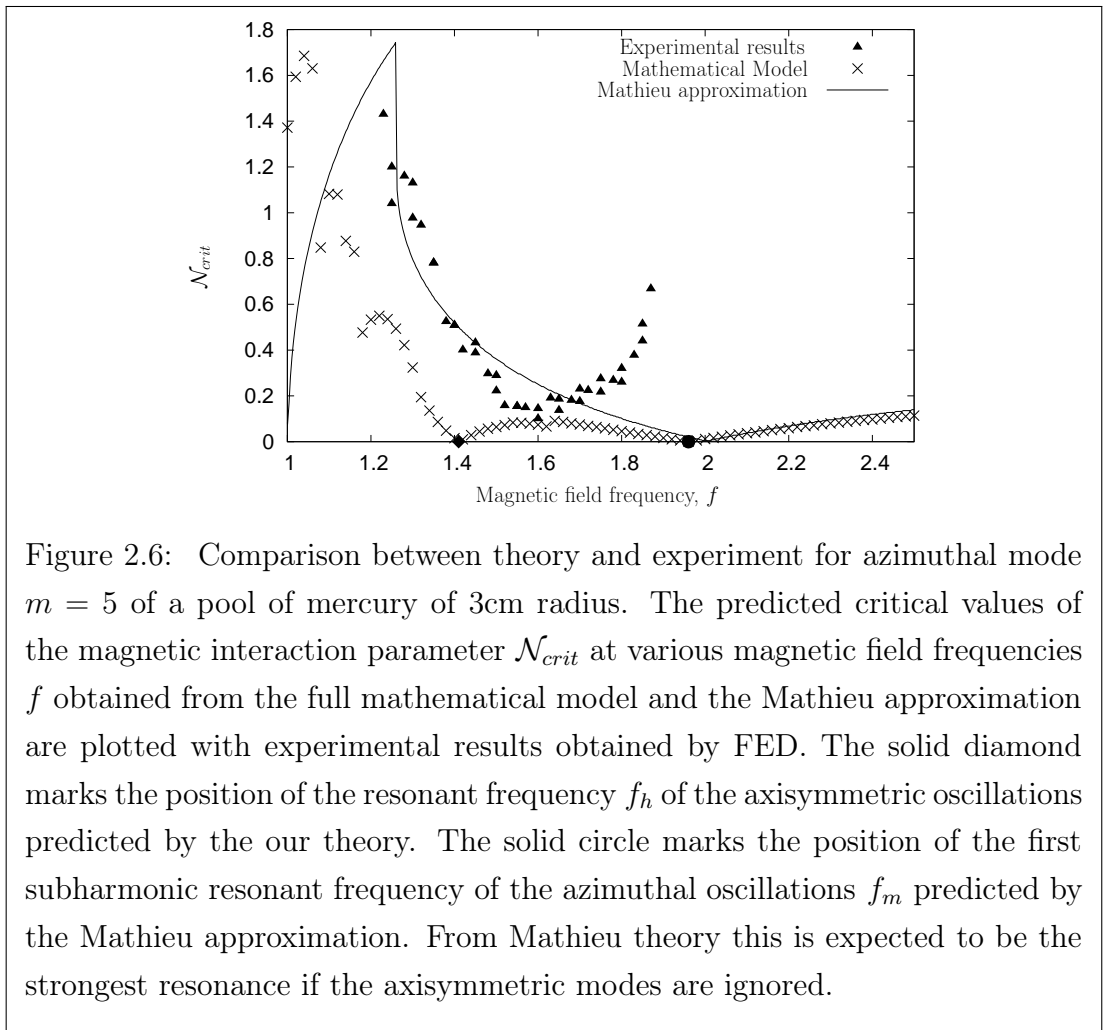 1.8
1.6
1.4
1.2
1
0.8
0.6
0.4
0.2
0
Experimental results
Mathematical Model
Mathieu approximation
𝒩crit
1 1.2 1.4 1.6 1.8 2 2.2 2.4
Magnetic field frequency, f
Figure 2.6: Comparison between theory and experiment for azimuthal mode
m = 5 of a pool of mercury of 3cm radius. The predicted critical values of
the magnetic interaction parameter 𝒩crit at various magnetic field frequencies
f obtained from the full mathematical model and the Mathieu approximation
are plotted with experimental results obtained by FED. The solid diamond
marks the position of the resonant frequency fh of the axisymmetric oscillations
predicted by the our theory. The solid circle marks the position of the first
subharmonic resonant frequency of the azimuthal oscillations fm predicted by
the Mathieu approximation. From Mathieu theory this is expected to be the
strongest resonance if the axisymmetric modes are ignored.